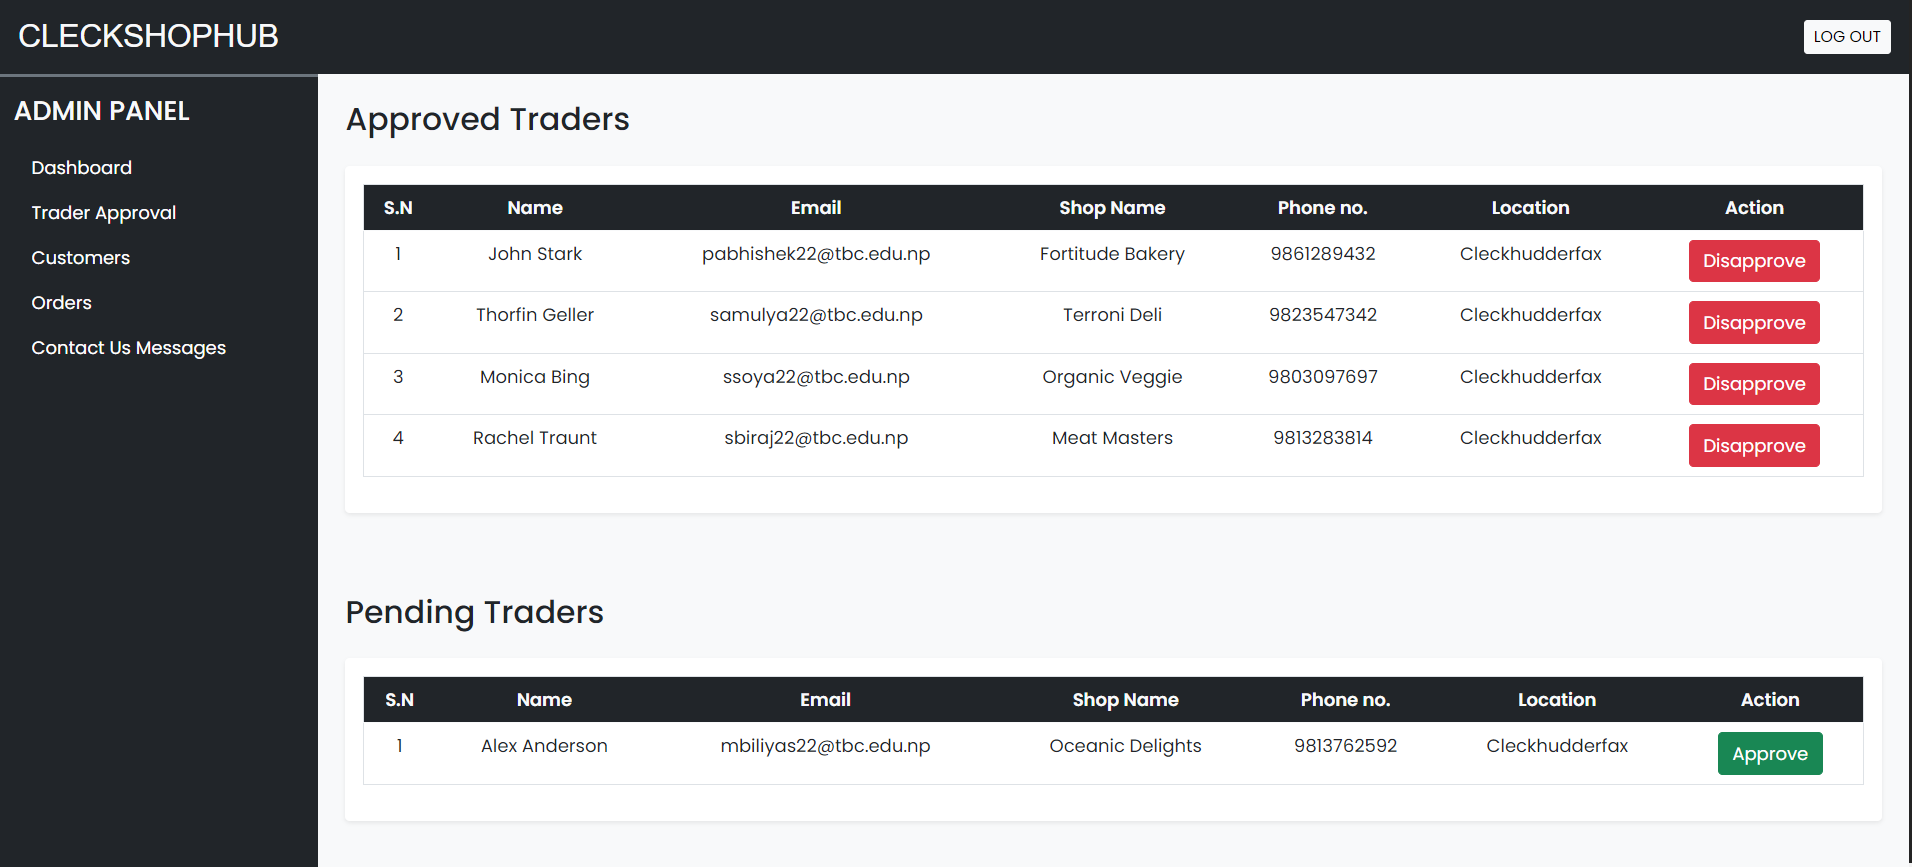 CLECKSHOPHUB
LOG OUT
ADMIN PANEL
Dashboard
Trader Approval
Customers
Orders
Contact Us Messages
Approved Traders
S.N Name Email Shop Name Phone no. Location Action
1 John Stark pabhishek22@tbc.edu.np Fortitude Bakery 9861289432 Cleckhudderfax Disapprove
2 Thorfin Geller samulya22@tbc.edu.np Terroni Deli 9823547342 Cleckhudderfax Disapprove
3 Monica Bing ssoya22@tbc.edu.np Organic Veggie 9803097697 Cleckhudderfax Disapprove
4 Rachel Traunt sbiraj22@tbc.edu.np Meat Masters 9813283814 Cleckhudderfax Disapprove
Pending Traders
S.N Name Email Shop Name Phone no. Location Action
1 Alex Anderson mbiliyas22@tbc.edu.np Oceanic Delights 9813762592 Cleckhudderfax Approve